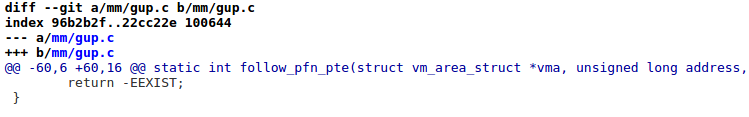 diff --git a/mm/gup.c b/mm/gup.c
index 96b2b2f..22cc22e 100644
--- a/mm/gup.c
+++ b/mm/gup.c
@@ -60,6 +60,16 @@ static int follow_pfn_pte(struct vm_area_struct *vma, unsigned long address,
        return -EEXIST;
 }